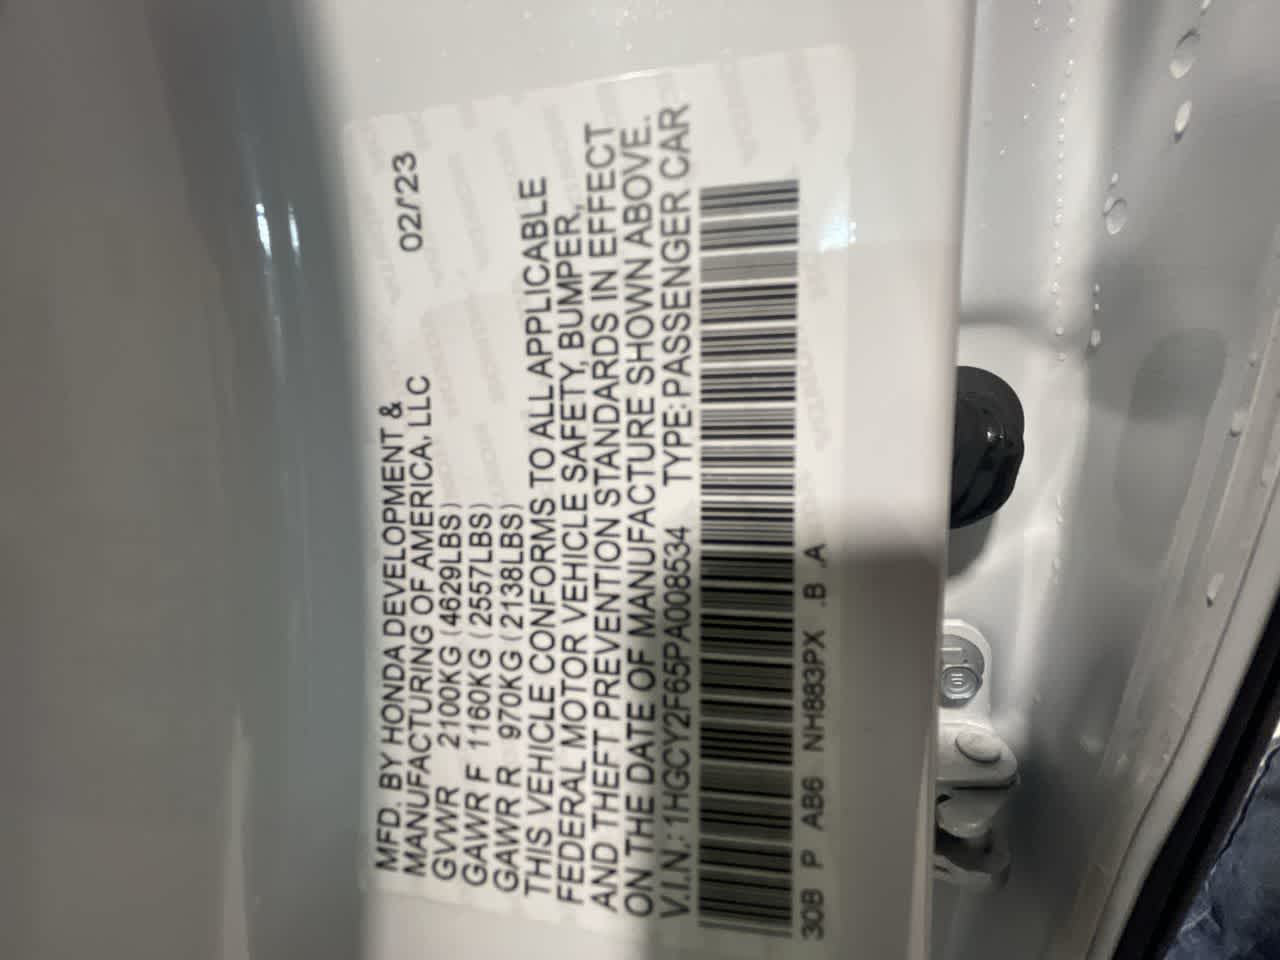 MFD. BY HONDA DEVELOPMENT &
MANUFACTURING OF AMERICA, LLC 02/23
GVWR 2100KG (4629LBS)
GAWR F 1160KG (2557LBS)
GAWR R 970KG (2138LBS)
THIS VEHICLE CONFORMS TO ALL APPLICABLE
FEDERAL MOTOR VEHICLE SAFETY, BUMPER,
AND THEFT PREVENTION STANDARDS IN EFFECT
ON THE DATE OF MANUFACTURE SHOWN ABOVE.
V.I.N.: 1HGCY2F65PA008534 TYPE: PASSENGER CAR
30B P AB6 NH883PX .B .A